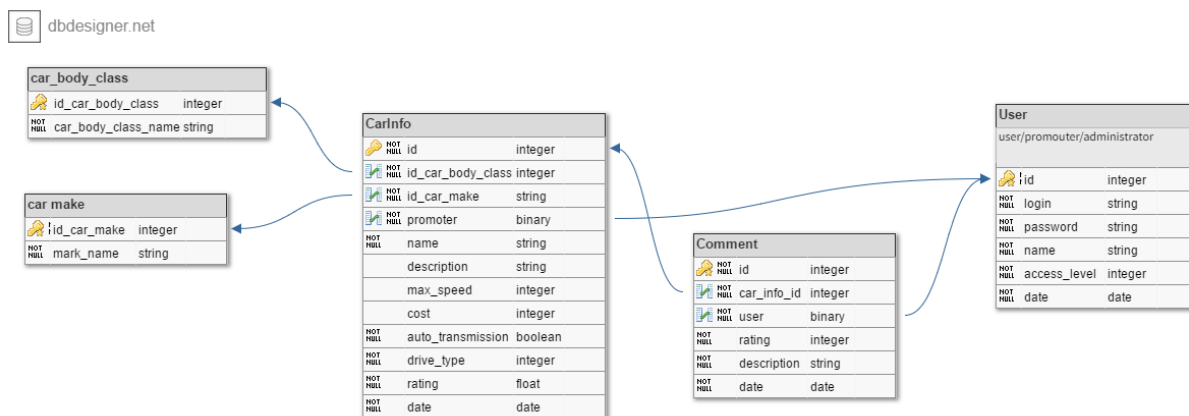 dbdesigner.net
car_body_class
id_car_body_class integer
NOT NULL car_body_class_name string
car make
id_car_make integer
NOT NULL mark_name string
CarInfo
NOT NULL id integer
NOT NULL id_car_body_class integer
NOT NULL id_car_make string
NOT NULL promoter binary
NOT NULL name string
description string
max_speed integer
cost integer
NOT NULL auto_transmission boolean
NOT NULL drive_type integer
NOT NULL rating float
NOT NULL date date
Comment
NOT NULL id integer
NOT NULL car_info_id integer
NOT NULL user binary
NOT NULL rating integer
NOT NULL description string
NOT NULL date date
User
user/promouter/administrator
id integer
NOT NULL login string
NOT NULL password string
NOT NULL name string
NOT NULL access_level integer
NOT NULL date date